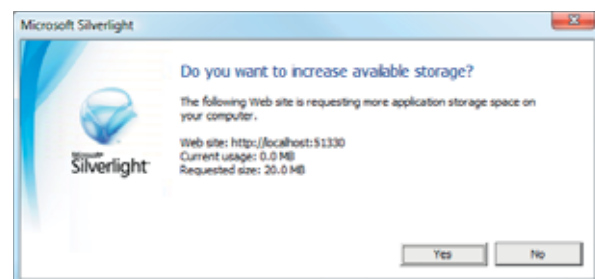 Microsoft Silverlight
Do you want to increase available storage?
The following Web site is requesting more application storage space on
your computer.
Web site: http://localhost:51330
Current usage: 0.0 MB
Requested size: 20.0 MB
Microsoft
Silverlight
Yes
No